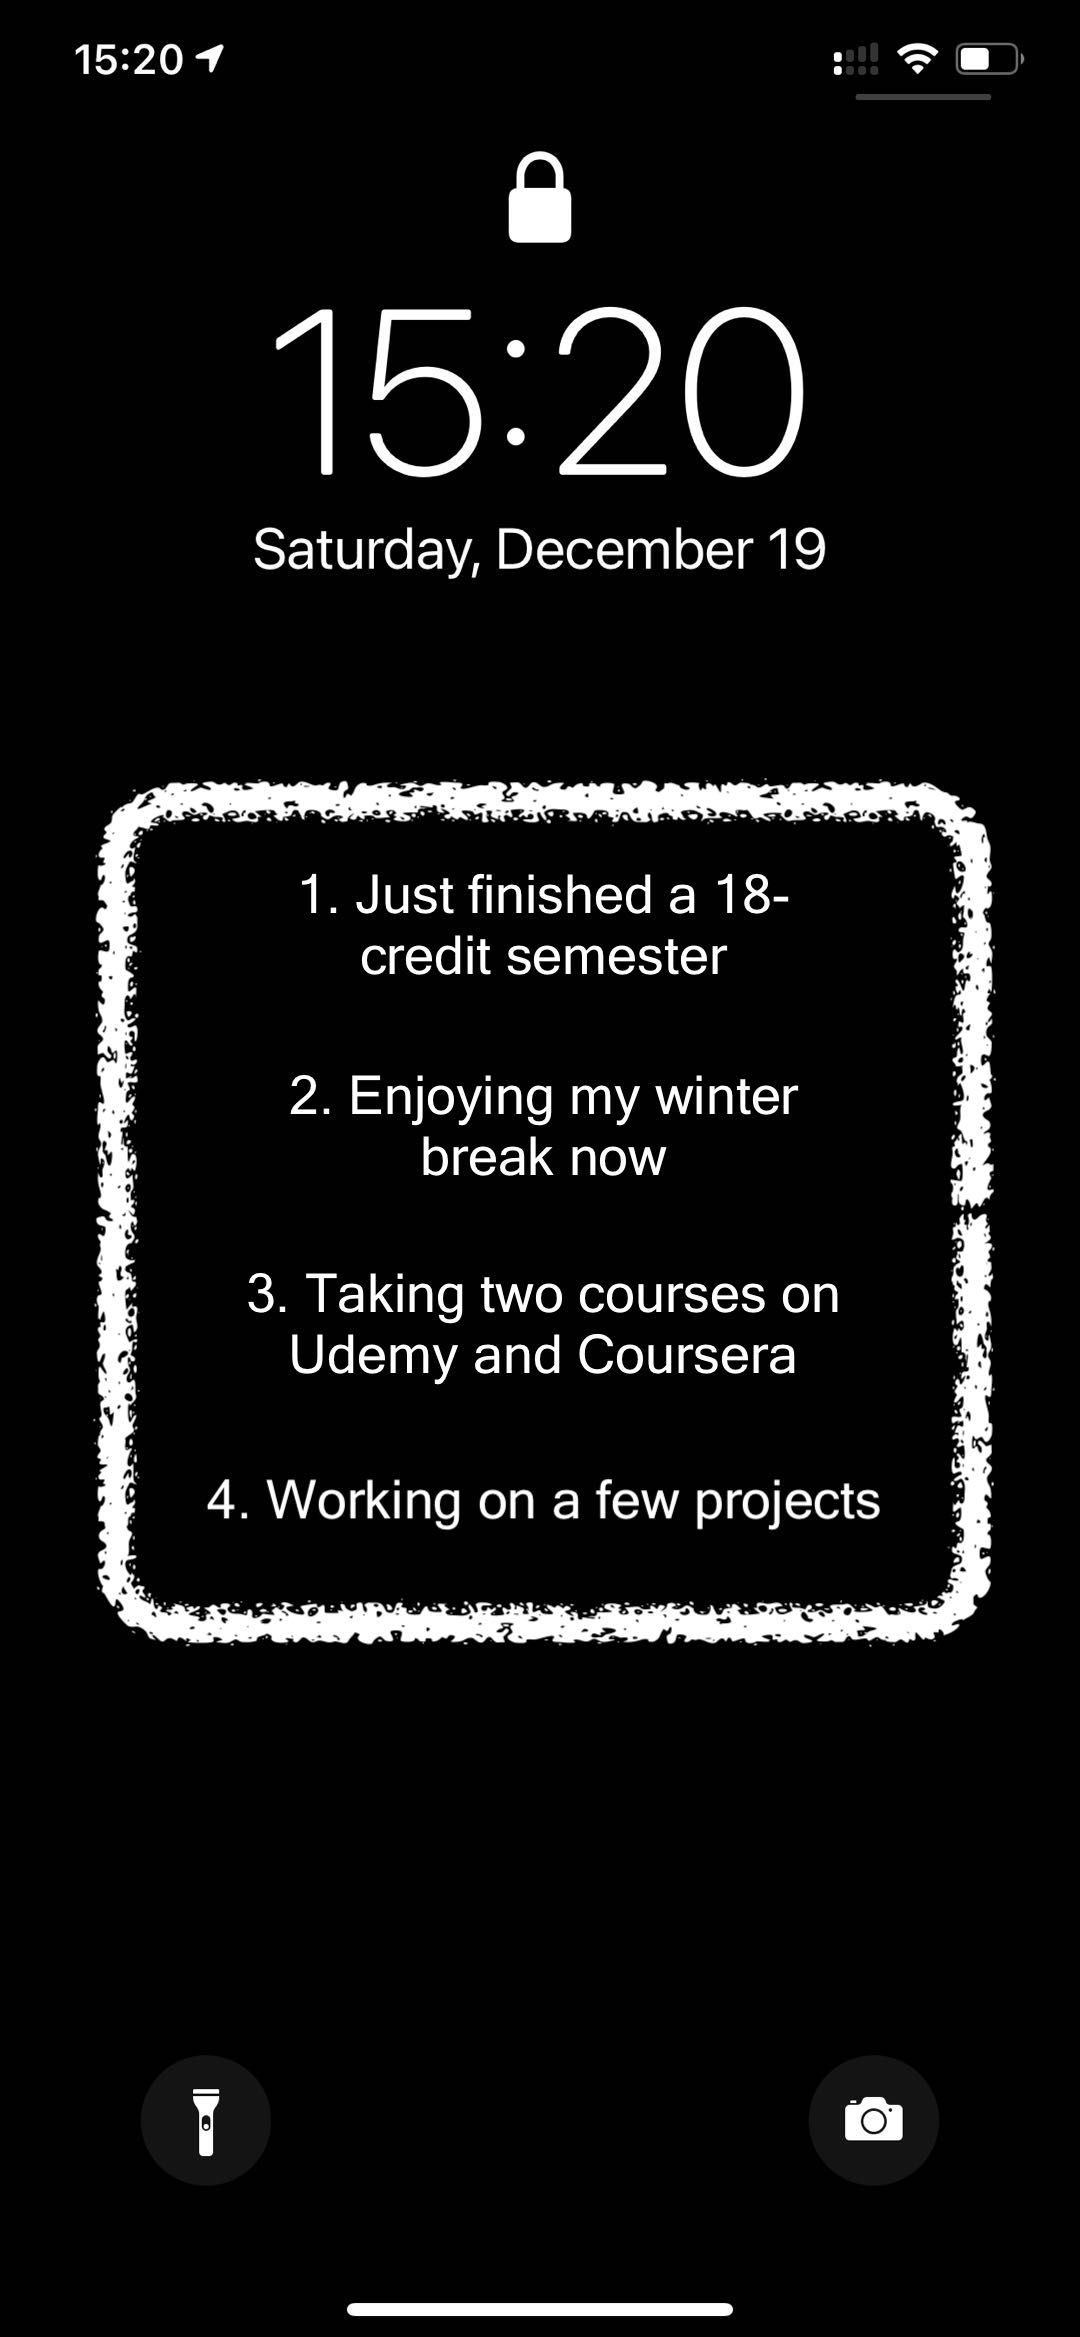 15:20
15:20
Saturday, December 19
1. Just finished a 18-
credit semester
2. Enjoying my winter
break now
3. Taking two courses on
Udemy and Coursera
4. Working on a few projects